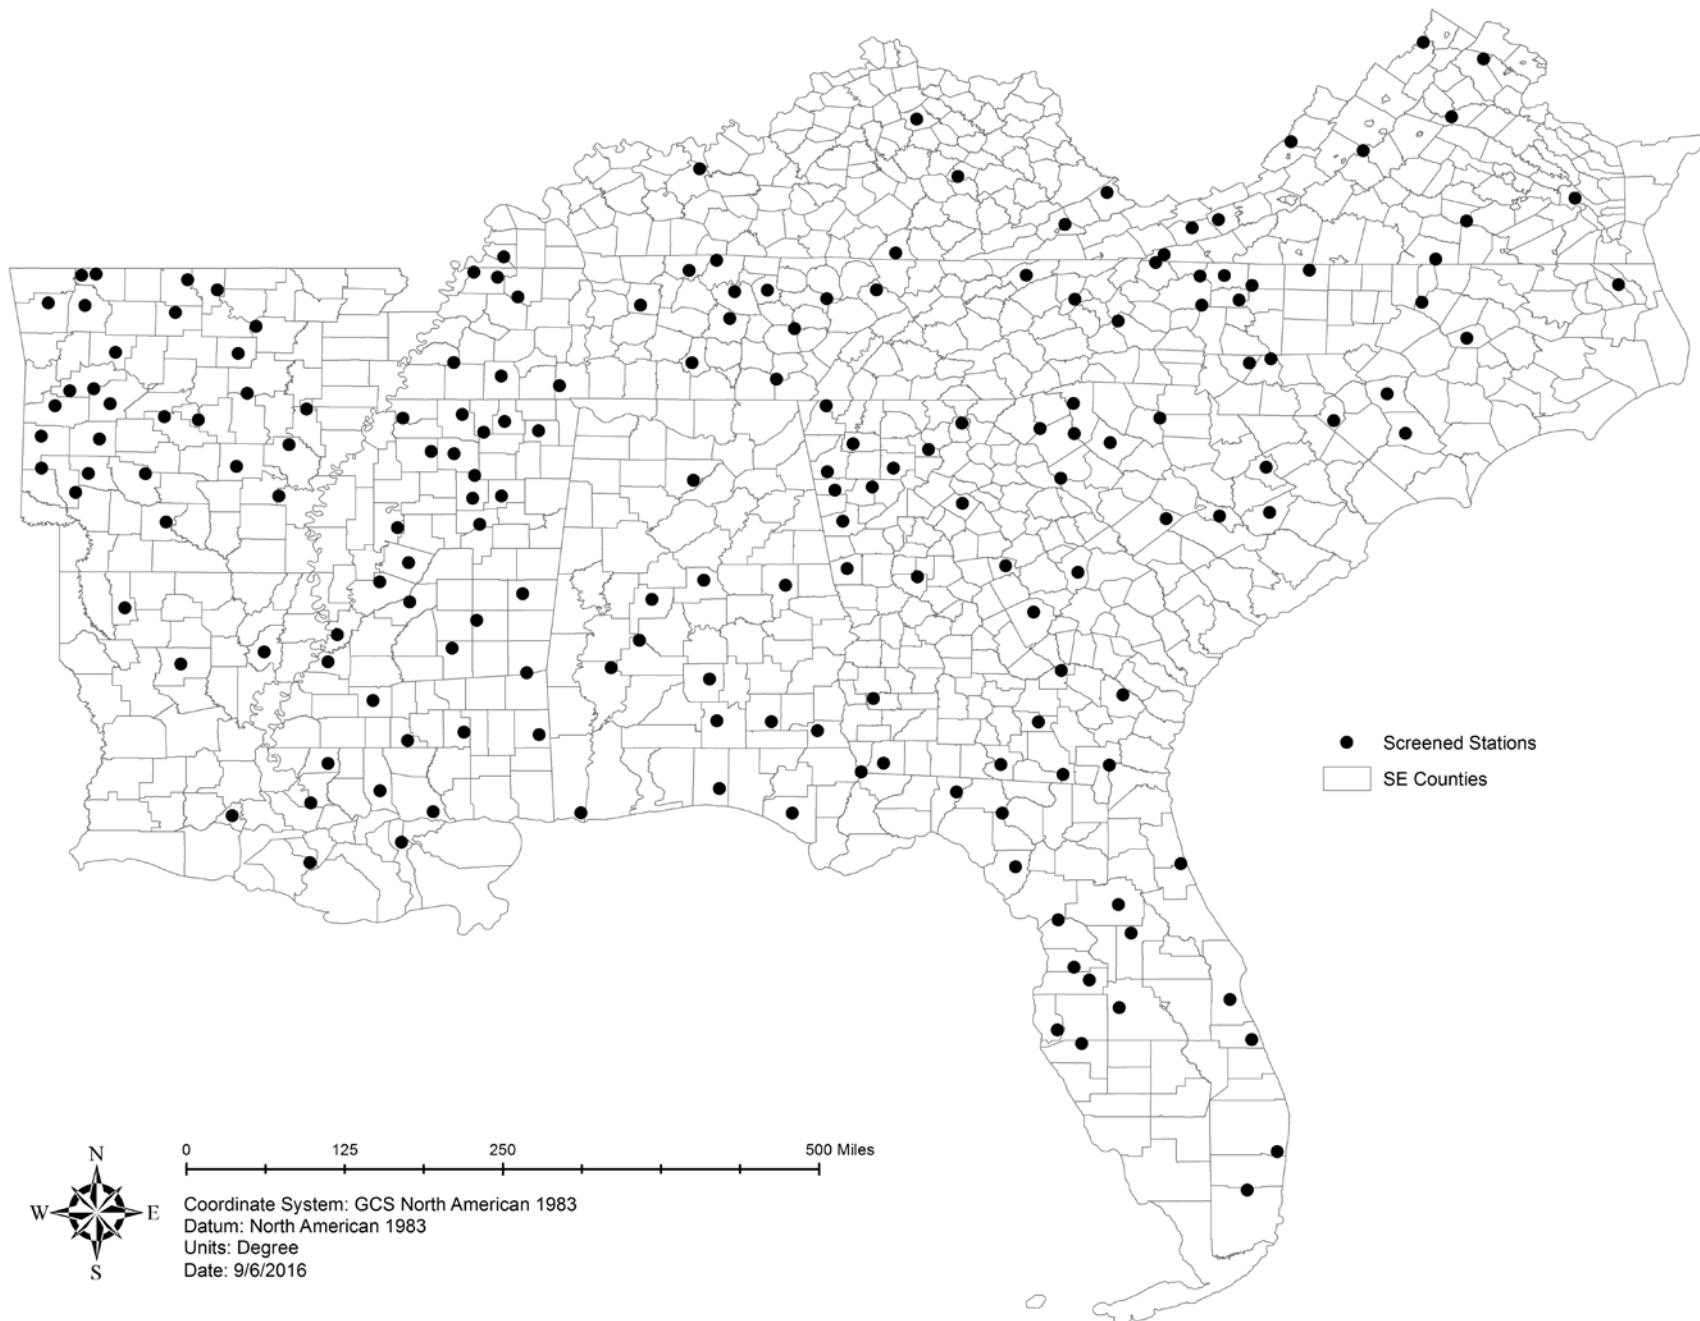 Screened Stations
SE Counties
0 125 250 500 Miles
N
W E
S
Coordinate System: GCS North American 1983
Datum: North American 1983
Units: Degree
Date: 9/6/2016